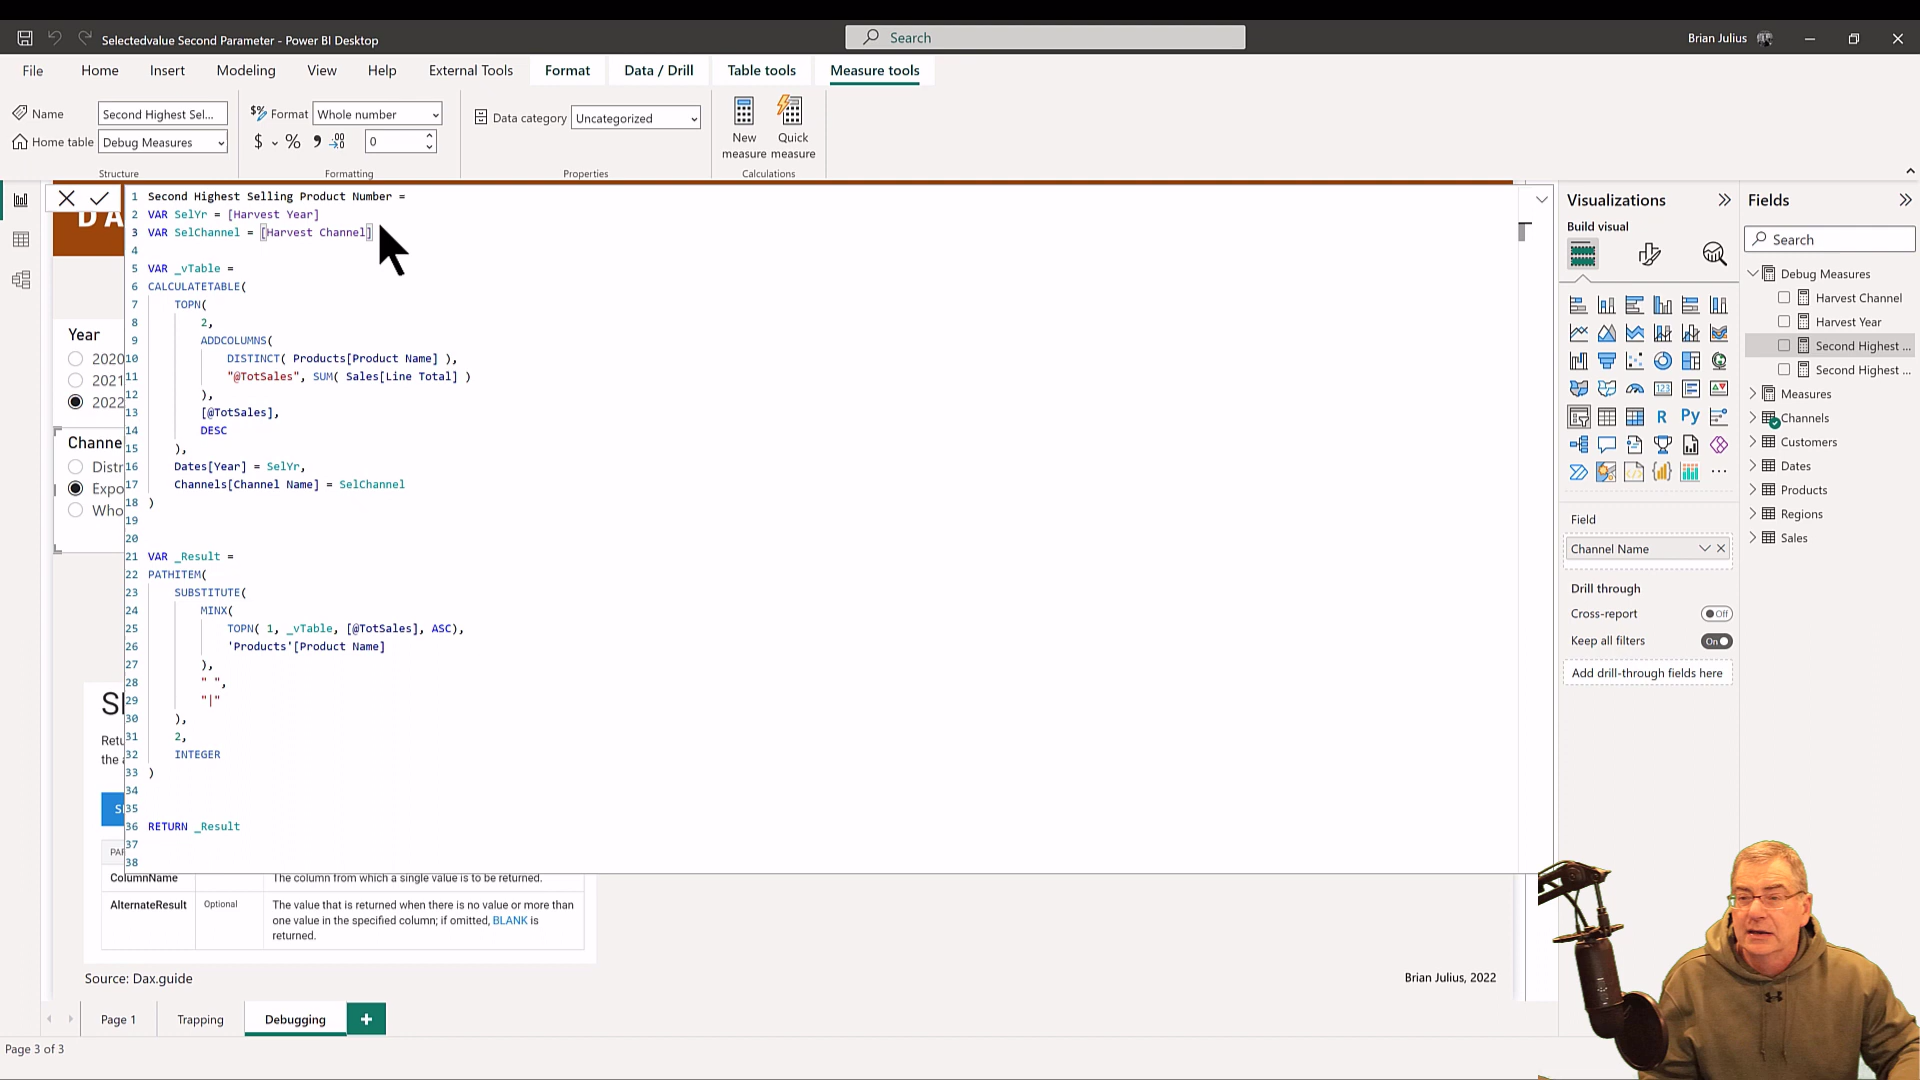 Selectedvalue Second Parameter - Power BI Desktop
Search
Brian Julius
File
Home
Insert
Modeling
View
Help
External Tools
Format
Data / Drill
Table tools
Measure tools
Name
Second Highest Sel...
Home table
Debug Measures
Structure
Format
Whole number
$
%
0
Formatting
Data category
Uncategorized
Properties
New measure
Quick measure
Calculations
1 Second Highest Selling Product Number =
2 VAR SelYr = [Harvest Year]
3 VAR SelChannel = [Harvest Channel]
4
5 VAR _vTable =
6 CALCULATETABLE(
7 TOPN(
8 2,
9 ADDCOLUMNS(
10 DISTINCT( Products[Product Name] ),
11 "@TotSales", SUM( Sales[Line Total] )
12 ),
13 [@TotSales],
14 DESC
15 ),
16 Dates[Year] = SelYr,
17 Channels[Channel Name] = SelChannel
18 )
19
20
21 VAR _Result =
22 PATHITEM(
23 SUBSTITUTE(
24 MINX(
25 TOPN( 1, _vTable, [@TotSales], ASC),
26 'Products'[Product Name]
27 ),
28 " ",
29 "|"
30 ),
31 2,
32 INTEGER
33 )
34
35
36 RETURN _Result
37
38
DA
Year
2020
2021
2022
Channe
Distr
Expo
Who
SE
Retu
the a
S
PAR
ColumnName
The column from which a single value is to be returned.
AlternateResult
Optional
The value that is returned when there is no value or more than
one value in the specified column; if omitted, BLANK is
returned.
Source: Dax.guide
Brian Julius, 2022
Page 1
Trapping
Debugging
+
Page 3 of 3
Visualizations
Build visual
123
R
Py
...
Field
Channel Name
Drill through
Cross-report
Off
Keep all filters
On
Add drill-through fields here
Fields
Search
Debug Measures
Harvest Channel
Harvest Year
Second Highest ...
Second Highest ...
Measures
Channels
Customers
Dates
Products
Regions
Sales